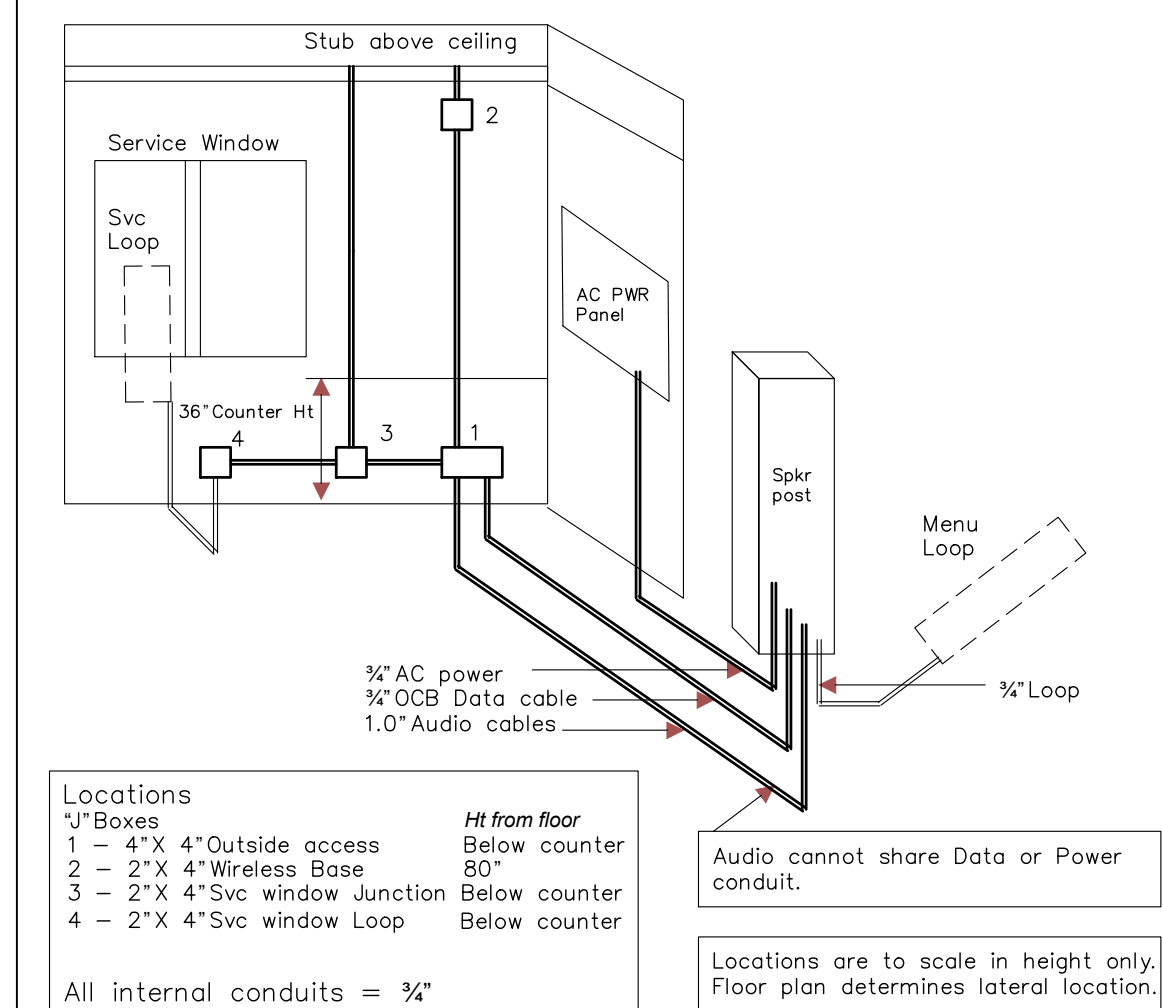 Stub above ceiling
2
Service Window
Svc
Loop
AC PWR
Panel
36" Counter Ht
4
3
1
Spkr
post
Menu
Loop
¾" AC power
¾" OCB Data cable
1.0" Audio cables
¾" Loop
Locations
"J" Boxes Ht from floor
1 – 4" X 4" Outside access Below counter
2 – 2" X 4" Wireless Base 80"
3 – 2" X 4" Svc window Junction Below counter
4 – 2" X 4" Svc window Loop Below counter
All internal conduits = ¾"
Audio cannot share Data or Power
conduit.
Locations are to scale in height only.
Floor plan determines lateral location.